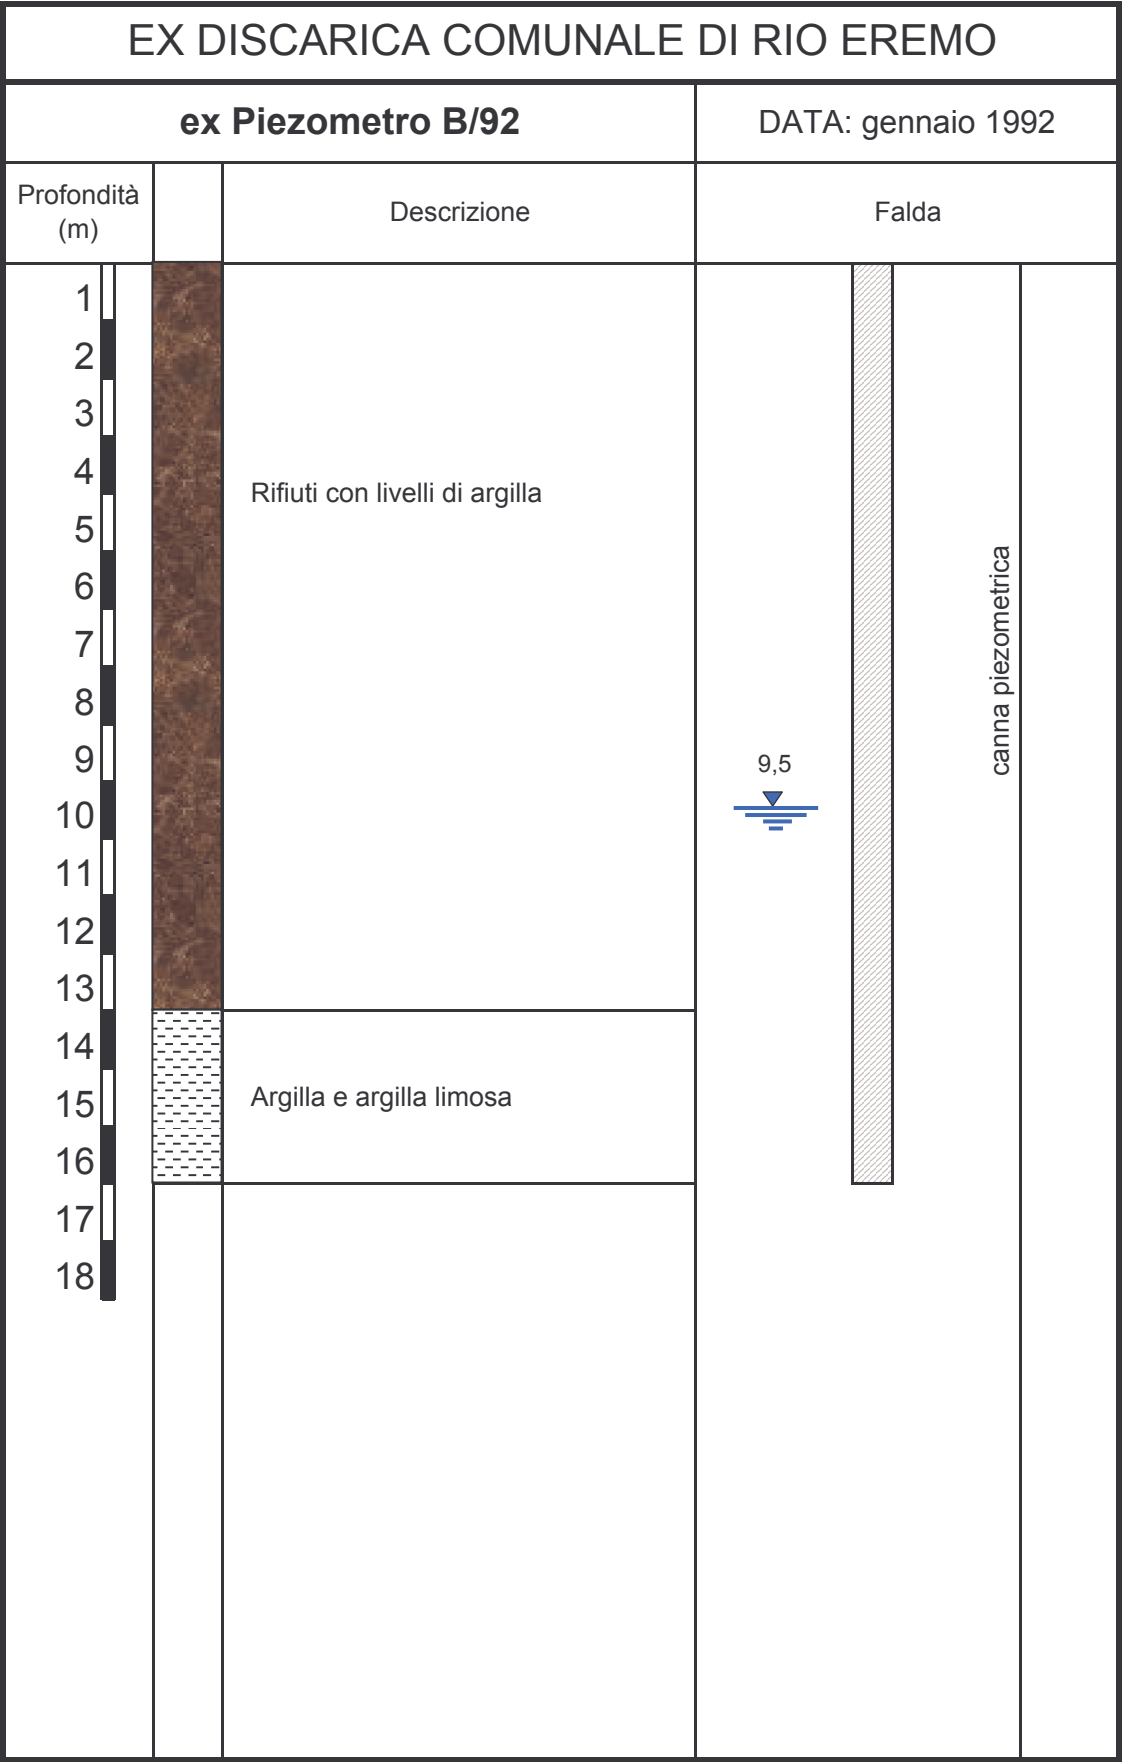 EX DISCARICA COMUNALE DI RIO EREMO
ex Piezometro B/92
DATA: gennaio 1992
Profondità
(m)
Descrizione
Falda
1
2
3
4
5
6
7
8
9
10
11
12
13
14
15
16
17
18
Rifiuti con livelli di argilla
Argilla e argilla limosa
9,5
canna piezometrica